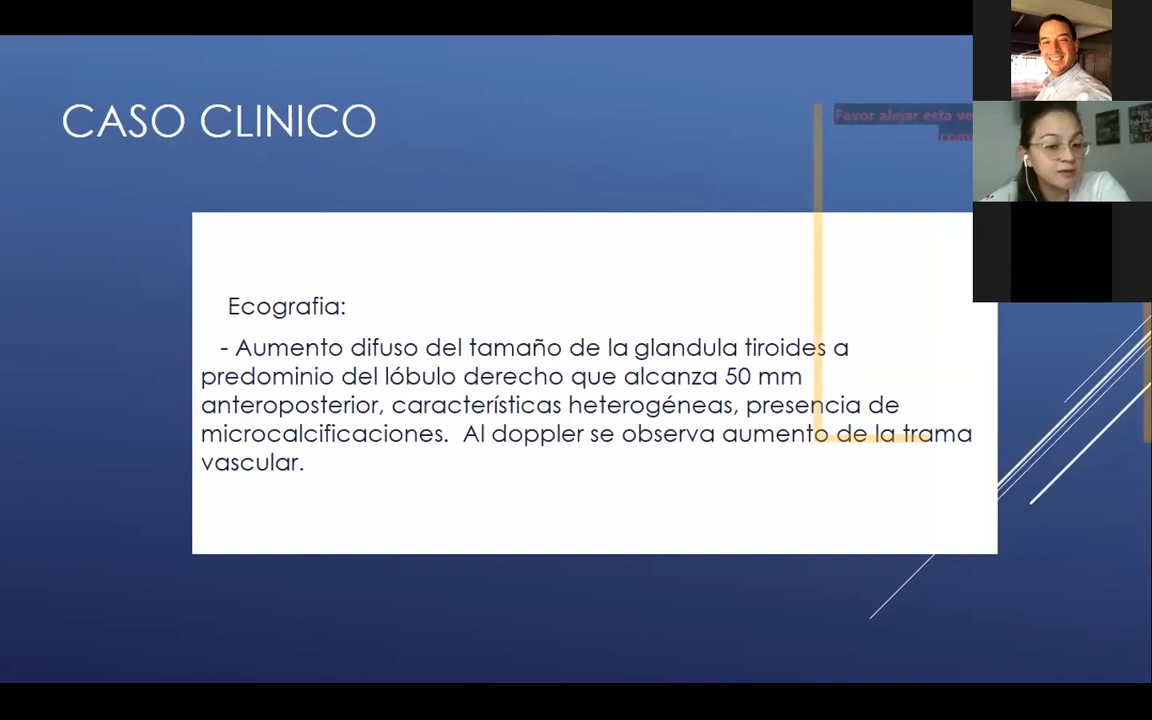 CASO CLINICO
Favor alejar esta
Ecografia:
- Aumento difuso del tamaño de la glandula tiroides a
predominio del lóbulo derecho que alcanza 50 mm
anteroposterior, características heterogéneas, presencia de
microcalcificaciones. Al doppler se observa aumento de la trama
vascular.